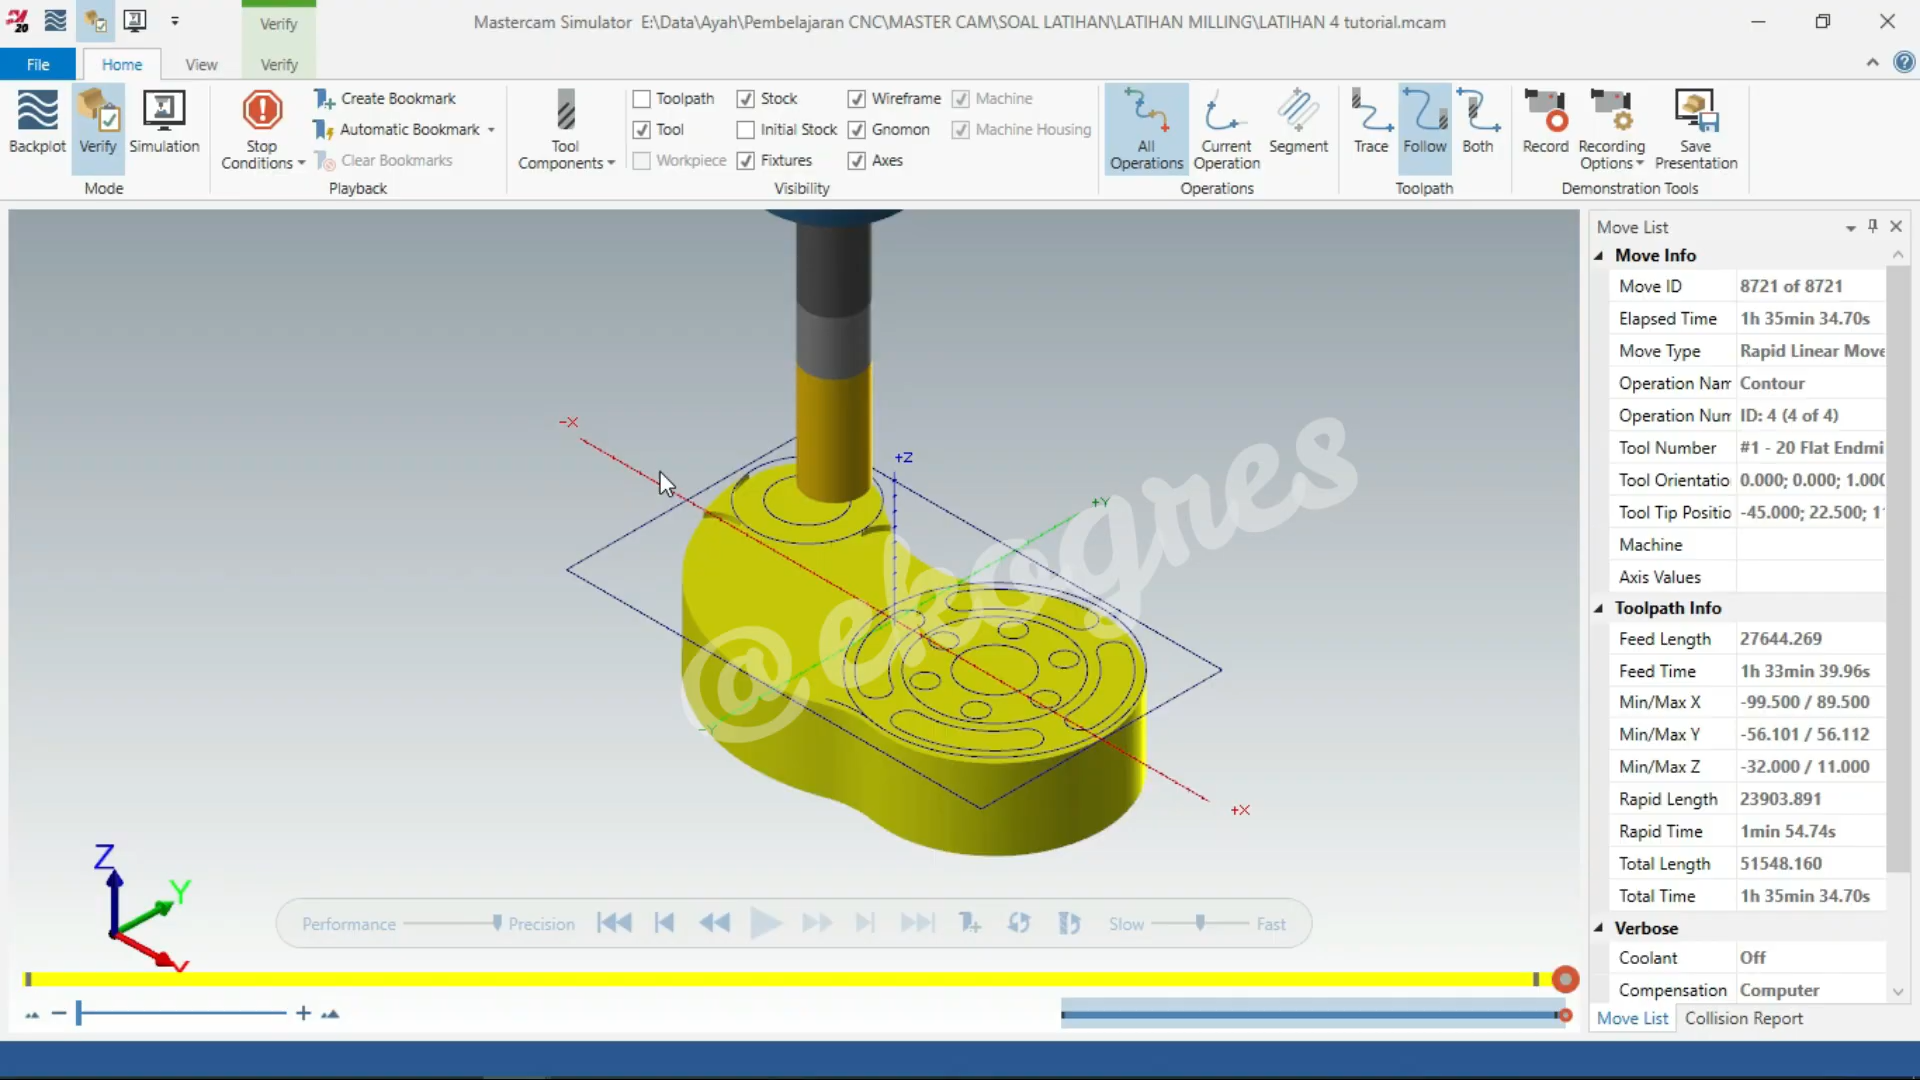 Verify
Mastercam Simulator E:\Data\Ayah\Pembelajaran CNC\MASTER CAM\SOAL LATIHAN\LATIHAN MILLING\LATIHAN 4 tutorial.mcam
File Home View Verify
Backplot Verify Simulation
Mode
Stop Conditions
Create Bookmark
Automatic Bookmark
Clear Bookmarks
Playback
Tool Components
Toolpath Stock Wireframe Machine
Tool Initial Stock Gnomon Machine Housing
Workpiece Fixtures Axes
Visibility
All Operations Current Operation Segment
Operations
Trace Follow Both
Toolpath
Record Recording Options Save Presentation
Demonstration Tools
-X
+Z
+Y
-Y
+X
@ekogres
Z
Y
Performance Precision Slow Fast
Move List
Move Info
Move ID 8721 of 8721
Elapsed Time 1h 35min 34.70s
Move Type Rapid Linear Move
Operation Nam Contour
Operation Num ID: 4 (4 of 4)
Tool Number #1 - 20 Flat Endmi
Tool Orientatio 0.000; 0.000; 1.000
Tool Tip Positio -45.000; 22.500; 1
Machine
Axis Values
Toolpath Info
Feed Length 27644.269
Feed Time 1h 33min 39.96s
Min/Max X -99.500 / 89.500
Min/Max Y -56.101 / 56.112
Min/Max Z -32.000 / 11.000
Rapid Length 23903.891
Rapid Time 1min 54.74s
Total Length 51548.160
Total Time 1h 35min 34.70s
Verbose
Coolant Off
Compensation Computer
Move List Collision Report